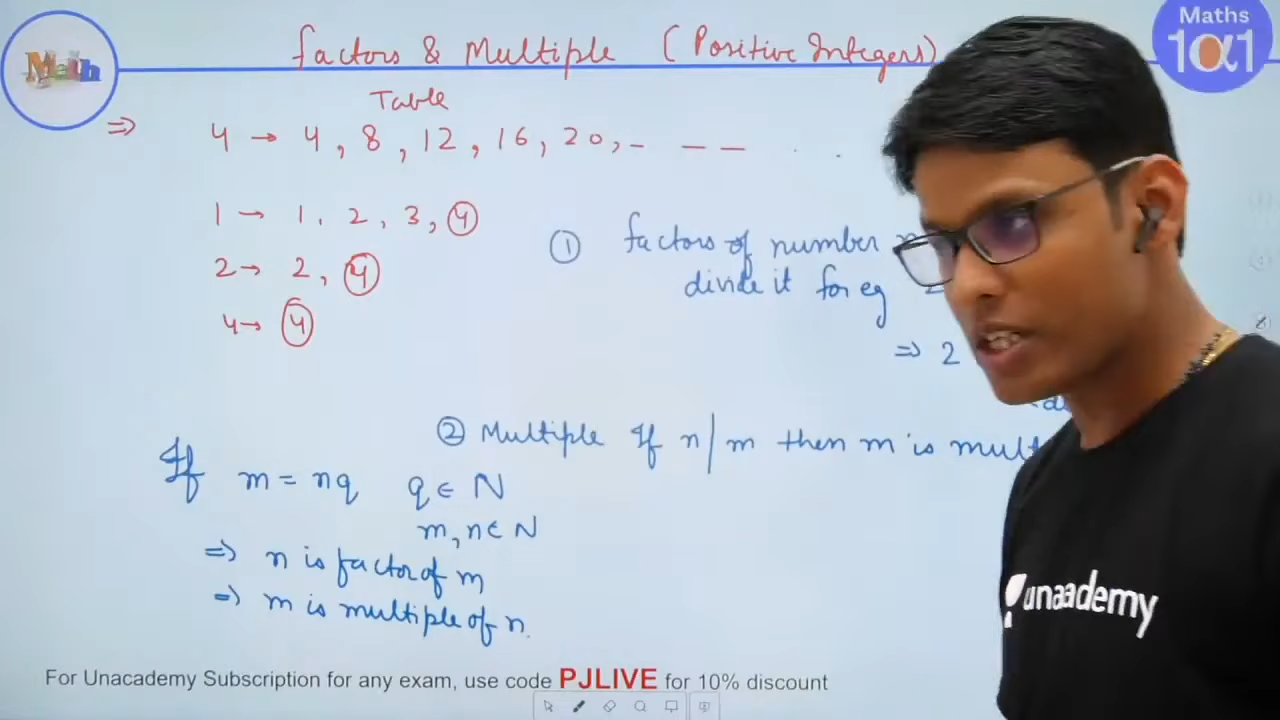 Math
Maths
101
Factors & Multiple (Positive Integers)
Table
⇒ 4 → 4, 8, 12, 16, 20, - - -
1 → 1, 2, 3, 4
2 → 2, 4
4 → 4
① factors of number
divide it for eg
⇒ 2
② Multiple If n/m then m is mult
If m = nq q ∈ N
m, n ∈ N
⇒ n is factor of m
⇒ m is multiple of n.
unaademy
For Unacademy Subscription for any exam, use code PJLIVE for 10% discount